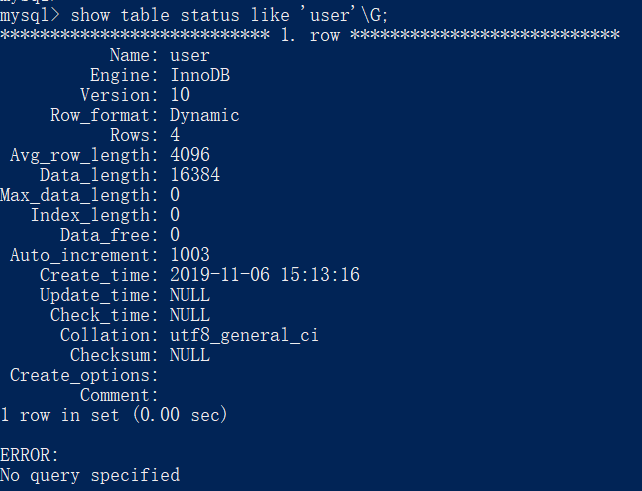 mysql> show table status like 'user'\G;
*************************** 1. row ***************************
Name: user
Engine: InnoDB
Version: 10
Row_format: Dynamic
Rows: 4
Avg_row_length: 4096
Data_length: 16384
Max_data_length: 0
Index_length: 0
Data_free: 0
Auto_increment: 1003
Create_time: 2019-11-06 15:13:16
Update_time: NULL
Check_time: NULL
Collation: utf8_general_ci
Checksum: NULL
Create_options:
Comment:
1 row in set (0.00 sec)
ERROR:
No query specified